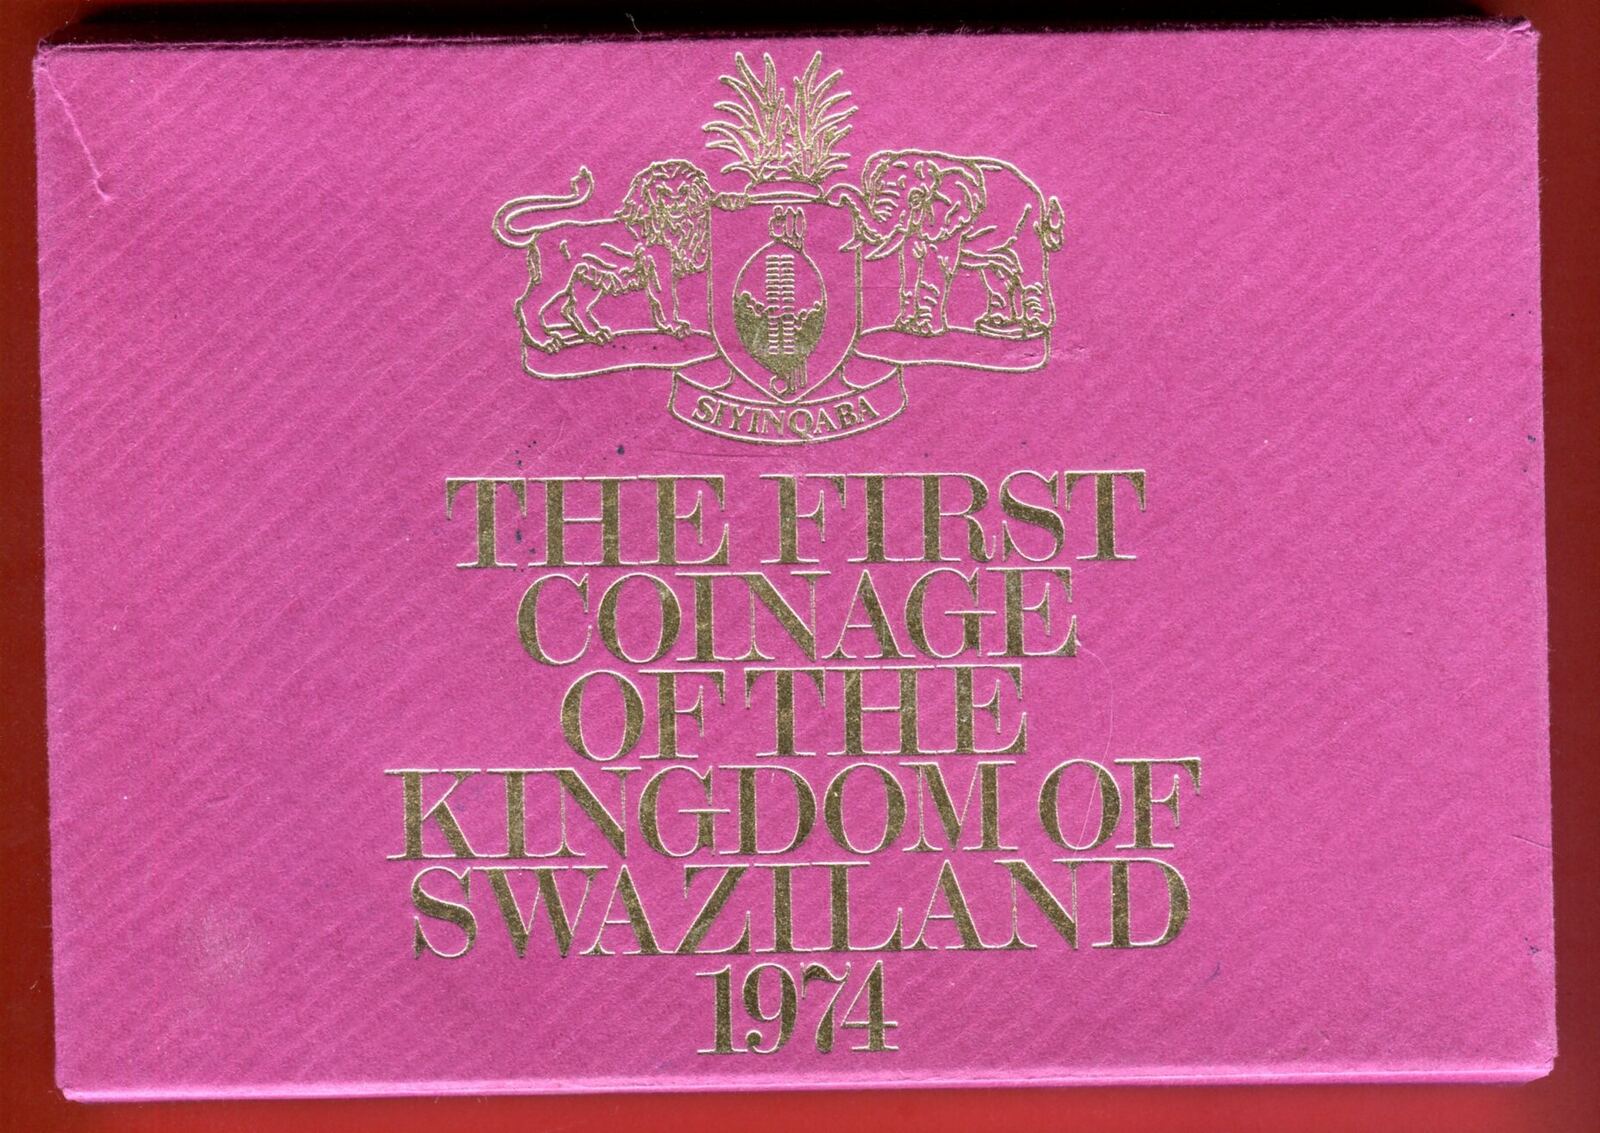 SIYINQABA
THE FIRST
COINAGE
OF THE
KINGDOM OF
SWAZILAND
1974